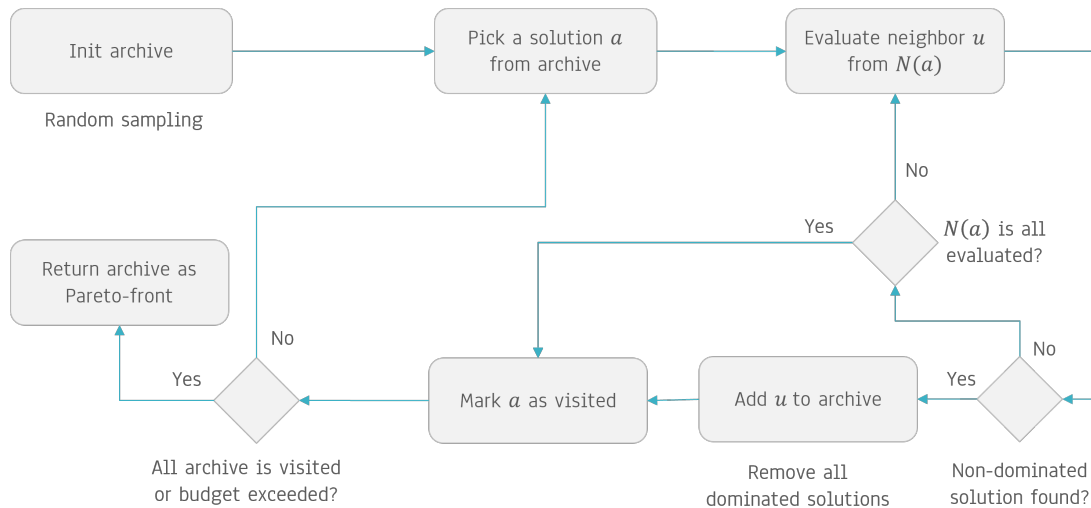 Init archive
Random sampling
Pick a solution a
from archive
Evaluate neighbor u
from N(a)
No
Yes
N(a) is all
evaluated?
Return archive as
Pareto-front
No
Yes
Mark a as visited
Add u to archive
Yes
No
All archive is visited
or budget exceeded?
Remove all
dominated solutions
Non-dominated
solution found?